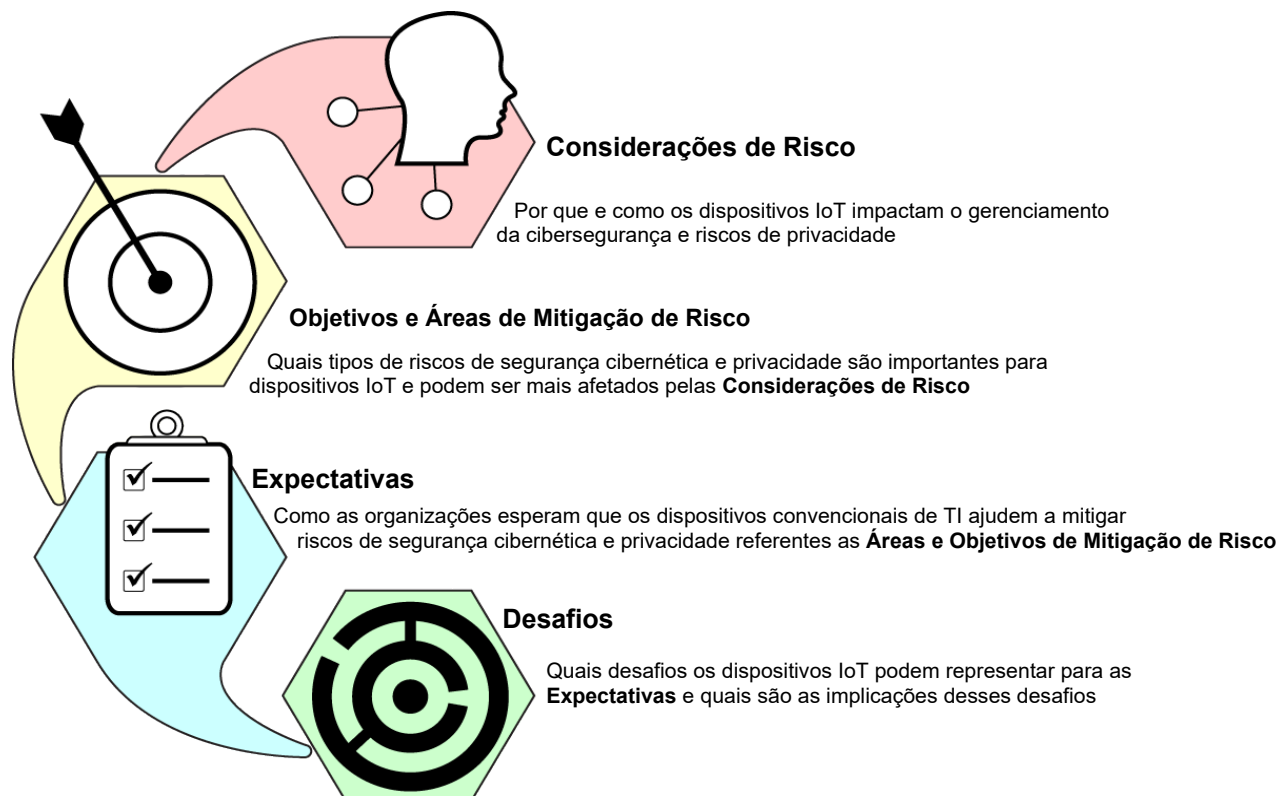 Considerações de Risco
Por que e como os dispositivos IoT impactam o gerenciamento
da cibersegurança e riscos de privacidade
Objetivos e Áreas de Mitigação de Risco
Quais tipos de riscos de segurança cibernética e privacidade são importantes para
dispositivos IoT e podem ser mais afetados pelas Considerações de Risco
Expectativas
Como as organizações esperam que os dispositivos convencionais de TI ajudem a mitigar
riscos de segurança cibernética e privacidade referentes as Áreas e Objetivos de Mitigação de Risco
Desafios
Quais desafios os dispositivos IoT podem representar para as
Expectativas e quais são as implicações desses desafios